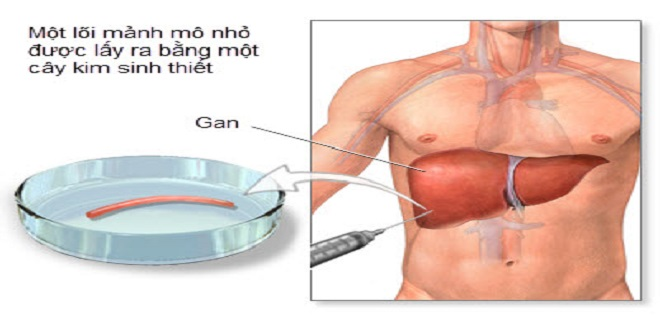 Một lõi mảnh mô nhỏ
được lấy ra bằng một
cây kim sinh thiết
Gan